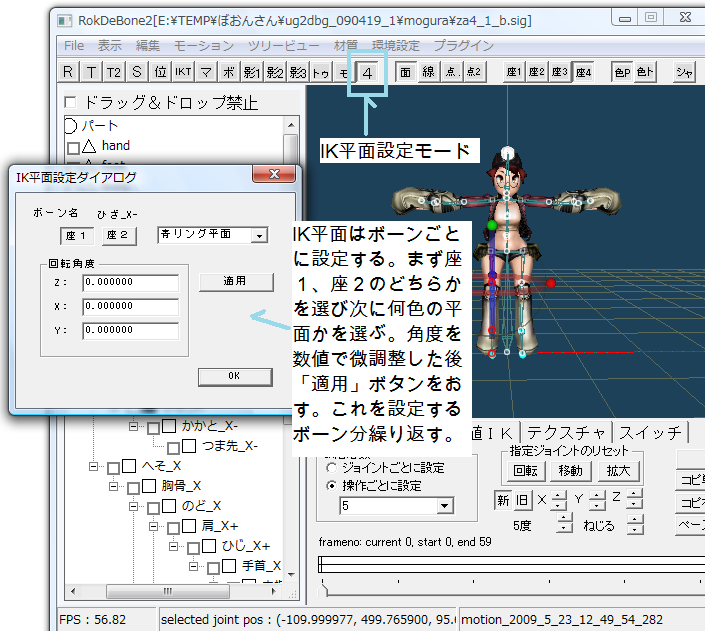 RokDeBone2[E:¥TEMP¥ぽおんさん¥ug2dbg_090419_1¥mogura¥za4_1_b.sig]
File 表示 編集 モーション ツリービュー 材質 環境設定 プラグイン
R T T2 S 位 IKT マ ボ 影1 影2 影3 トゥ モ 4 面 線 点. 点2 座1 座2 座3 座4 色P 色ト シャ
ドラッグ＆ドロップ禁止
パート
hand
IK平面設定モード
IK平面設定ダイアログ
ボーン名 ひざ_X-
座１ 座２ 青リング平面
回転角度
Z： 0.000000
適用
X： 0.000000
Y： 0.000000
OK
IK平面はボーンごと
に設定する。まず座
１、座２のどちらか
を選び次に何色の平
面かを選ぶ。角度を
数値で微調整した後
「適用」ボタンをお
す。これを設定する
ボーン分繰り返す。
かかと_X-
つま先_X-
へそ_X
胸骨_X
のど_X
肩_X+
ひじ_X+
手首_X
値ＩＫ テクスチャ スイッチ
ジョイントごとに設定
操作ごとに設定
5
指定ジョイントのリセット
回転 移動 拡大
新 旧 X Y Z
5度 ねじる
コピ
コピ
ペー
frameno: current 0, start 0, end 59
FPS : 56.82
selected joint pos : (-109.999977, 499.765900, 95.
motion_2009_5_23_12_49_54_282